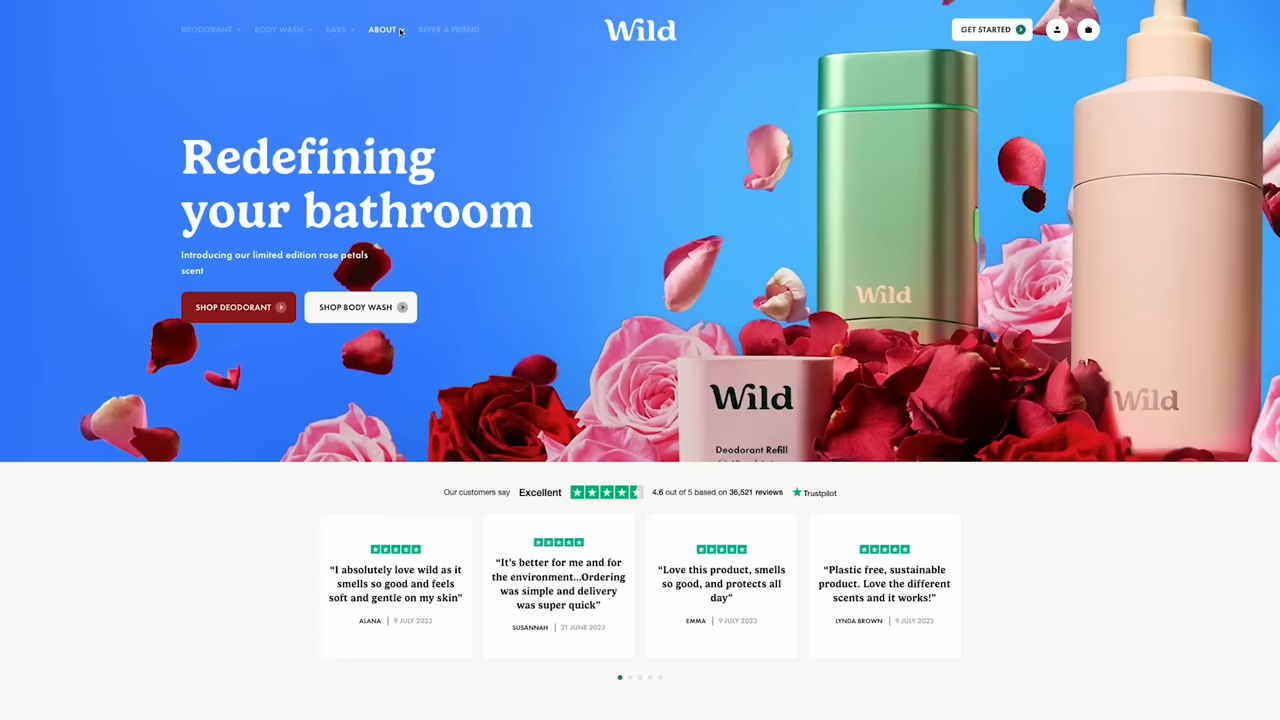 DEODORANT
BODY WASH
BARS
ABOUT
REFER A FRIEND
Wild
GET STARTED
Redefining
your bathroom
Introducing our limited edition rose petals
scent
SHOP DEODORANT
SHOP BODY WASH
Wild
Wild
Deodorant Refill
Wild
Our customers say Excellent 4.6 out of 5 based on 36,521 reviews Trustpilot
“I absolutely love wild as it
smells so good and feels
soft and gentle on my skin”
ALANA | 9 JULY 2023
“It’s better for me and for
the environment...Ordering
was simple and delivery
was super quick”
SUSANNAH | 21 JUNE 2023
“Love this product, smells
so good, and protects all
day”
EMMA | 9 JULY 2023
“Plastic free, sustainable
product. Love the different
scents and it works!”
LYNDA BROWN | 9 JULY 2023